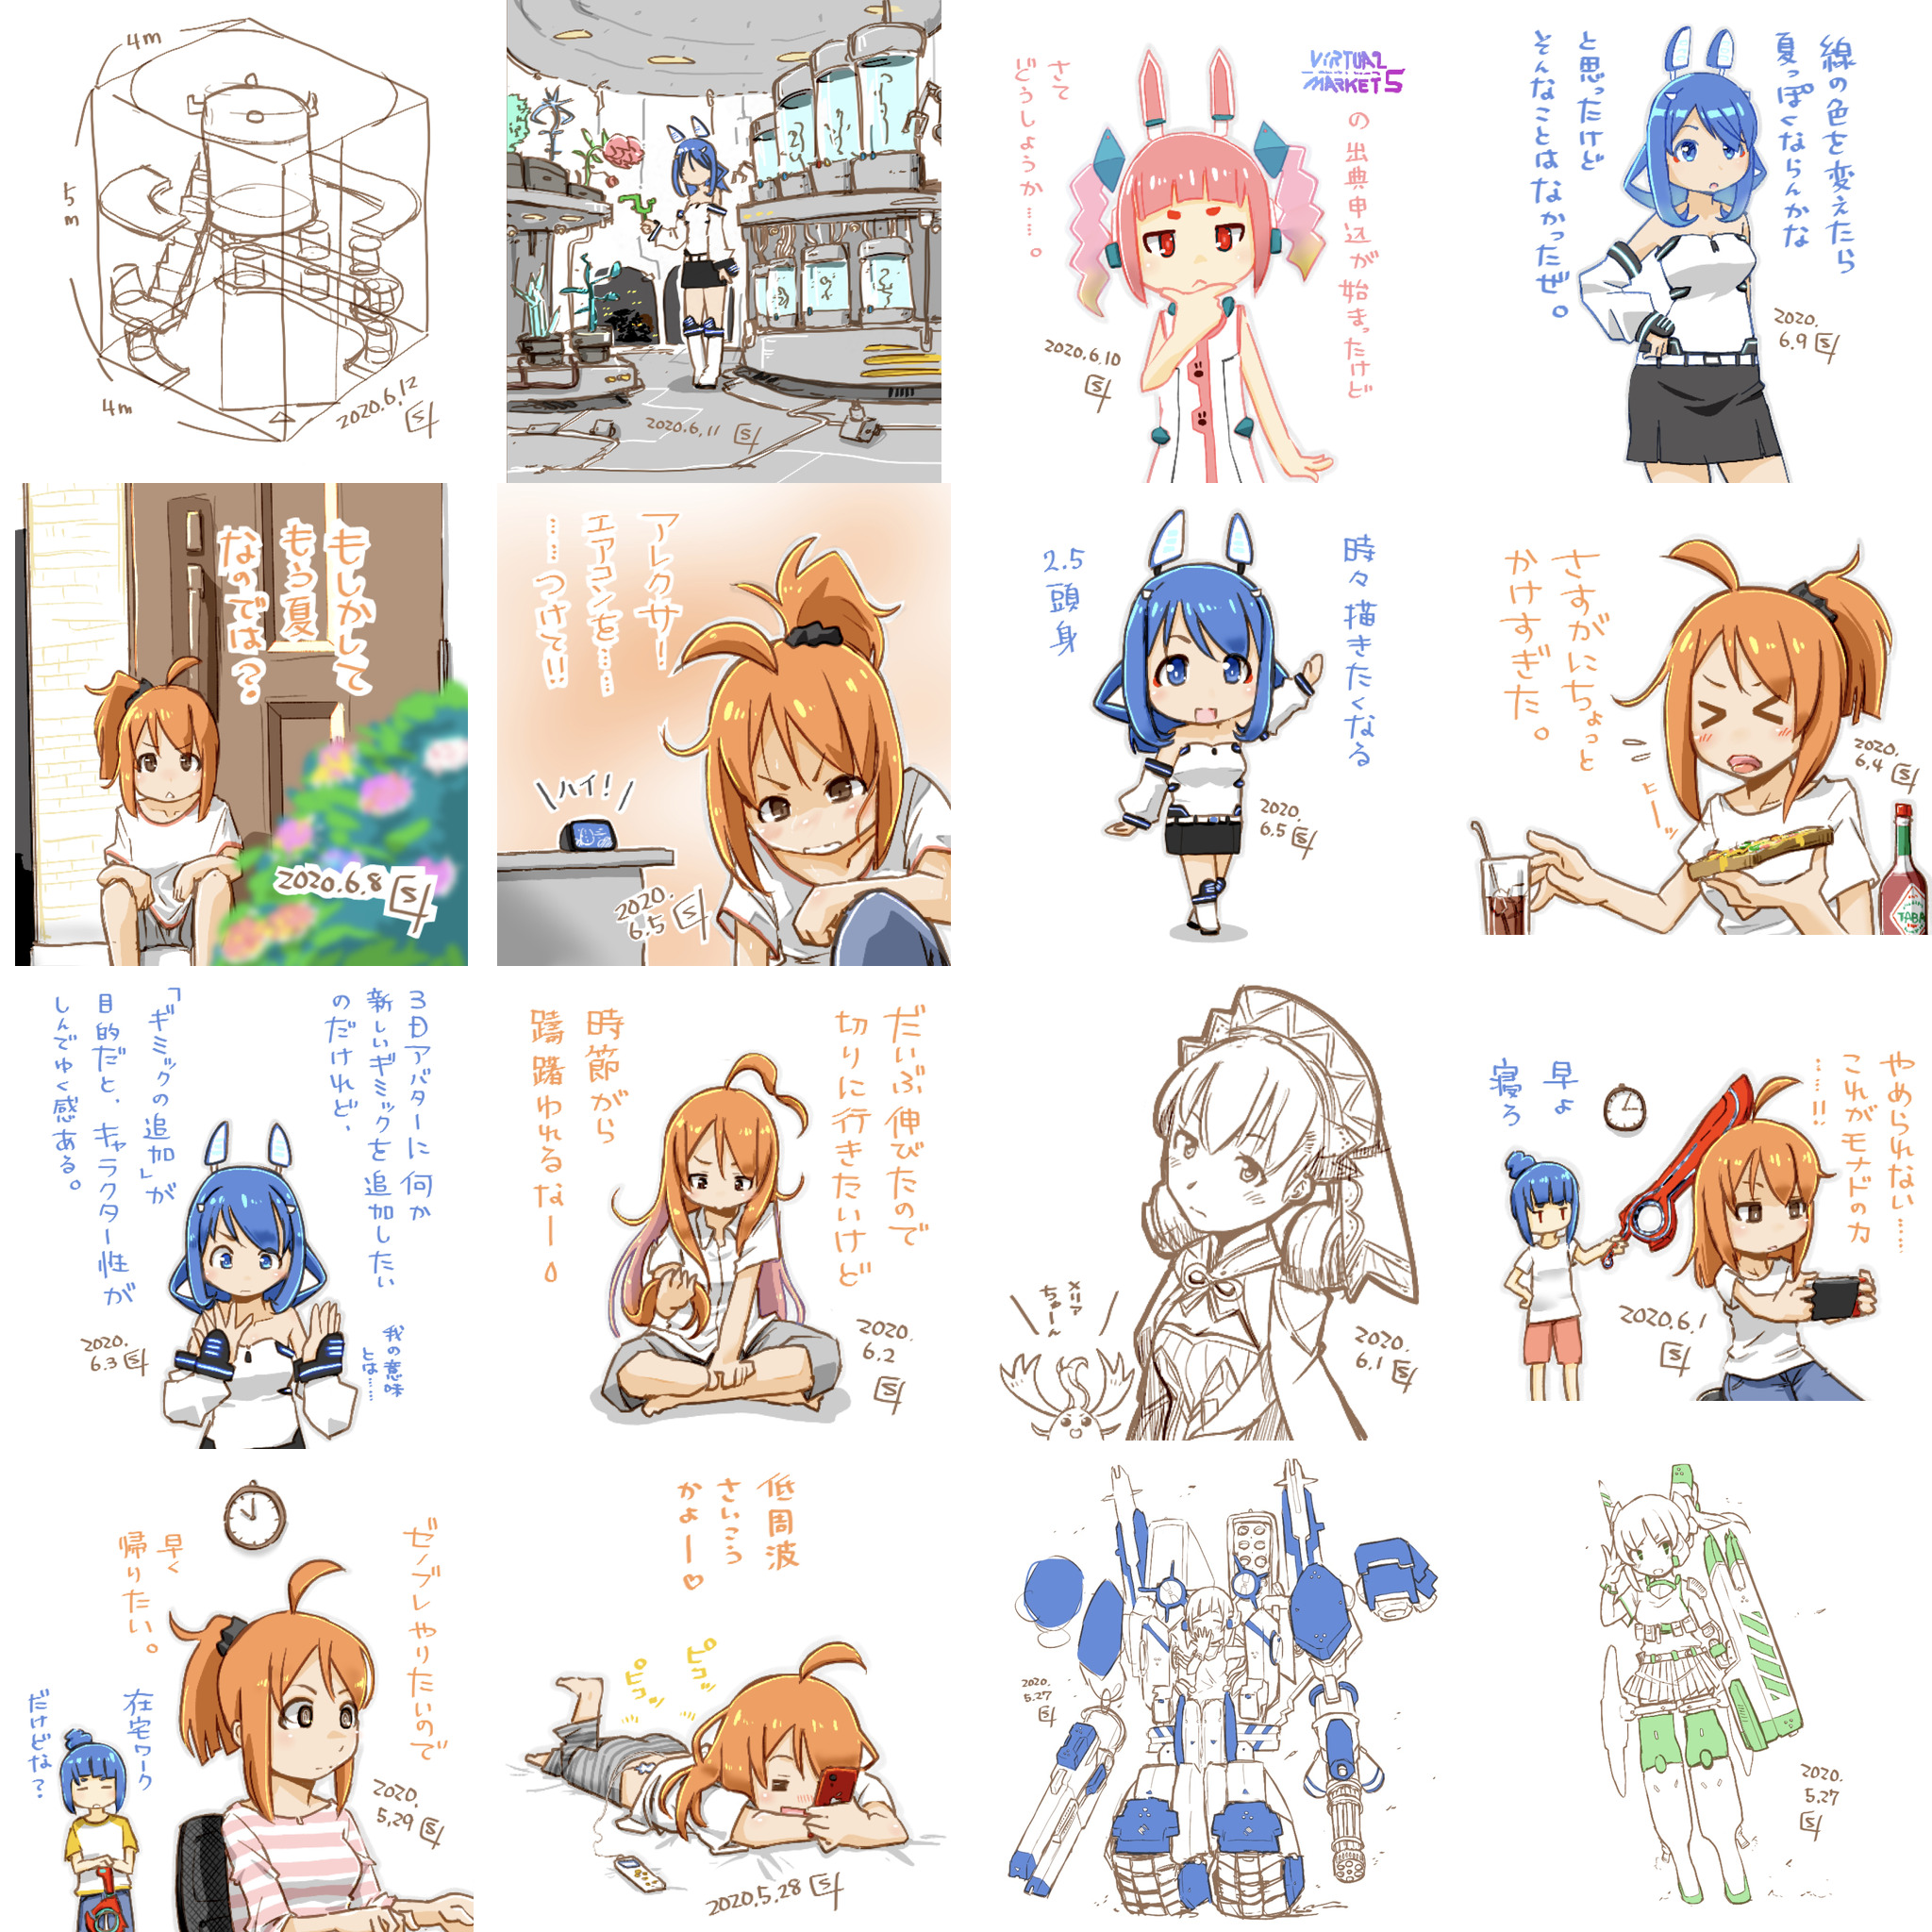 4m
5m
4m
2020.6.12
2020.6.11
VIRTUAL
MARKET 5
の出典申込が始まったけど
さて
どうしようか……。
2020.6.10
線の色を変えたら
夏っぽくならんかな
と思ったけど
そんなことはなかったぜ。
2020.
6.9
もしかして
もう夏
なのでは?
2020.6.8
アレクサ!
エアコンを……
……つけて!!
ハイ!
2020.
6.5
時々描きたくなる
2.5頭身
2020.
6.5
さすがにちょっと
かけすぎた。
ヒーッ
2020.
6.4
TABA
3Dアバターに何か
新しいギミックを追加したい
のだけれど、
「ギミックの追加」が
目的だと、キャラクター性が
しんでゆく感ある。
我の意味
とは……
2020.
6.3
だいぶ伸びたので
切りに行きたいけど
時節がら
躊躇われるなー。
2020.
6.2
メリア
ちゃーん
2020.
6.1
やめられない……
これがモナドの力
……!!
早よ
寝ろ
2020.6.1
ゼノブレやりたいので
早く
帰りたい。
在宅ワーク
だけどな?
2020.
5.29
低周波
さいこう
かよー♡
ピコッ
ピコッ
2020.5.28
2020.
5.27
2020.
5.27